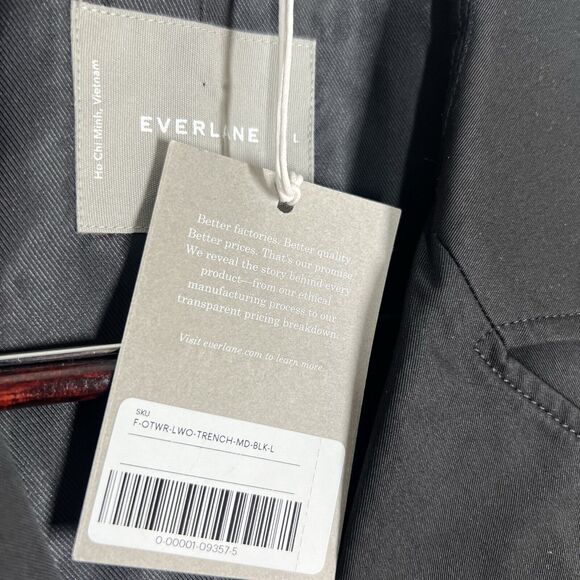 Ho Chi Minh, Vietnam
EVERLANE
L
Better factories. Better quality.
Better prices. That's our promise.
We reveal the story behind every
product—from our ethical
manufacturing process to our
transparent pricing breakdown.
Visit everlane.com to learn more.
SKU
F-OTWR-LWO-TRENCH-MD-BLK-L
0-00001-09357-5